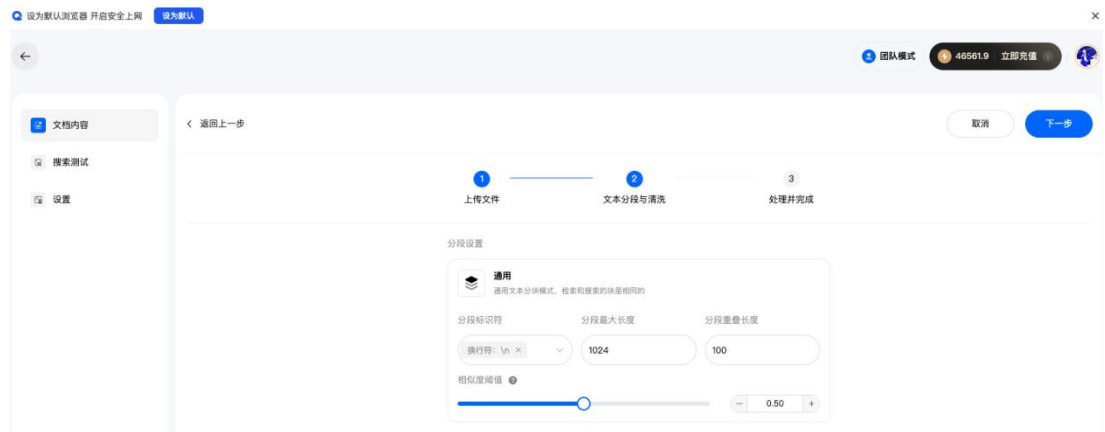 设为默认浏览器 开启安全上网 设为默认
团队模式 46561.9 立即充值
文档内容
搜索测试
设置
返回上一步 取消 下一步
1 2 3
上传文件 文本分段与清洗 处理并完成
分段设置
通用
通用文本分块模式，检索和搜索的块是相同的
分段标识符 分段最大长度 分段重叠长度
换行符：\n × 1024 100
相似度阈值
− 0.50 +